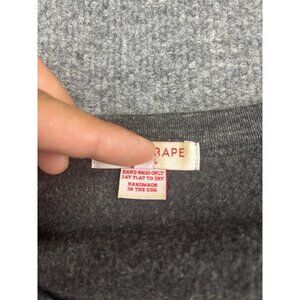 RAPE
L
HAND WASH ONLY
LAY FLAT TO DRY
HANDMADE
IN THE USA